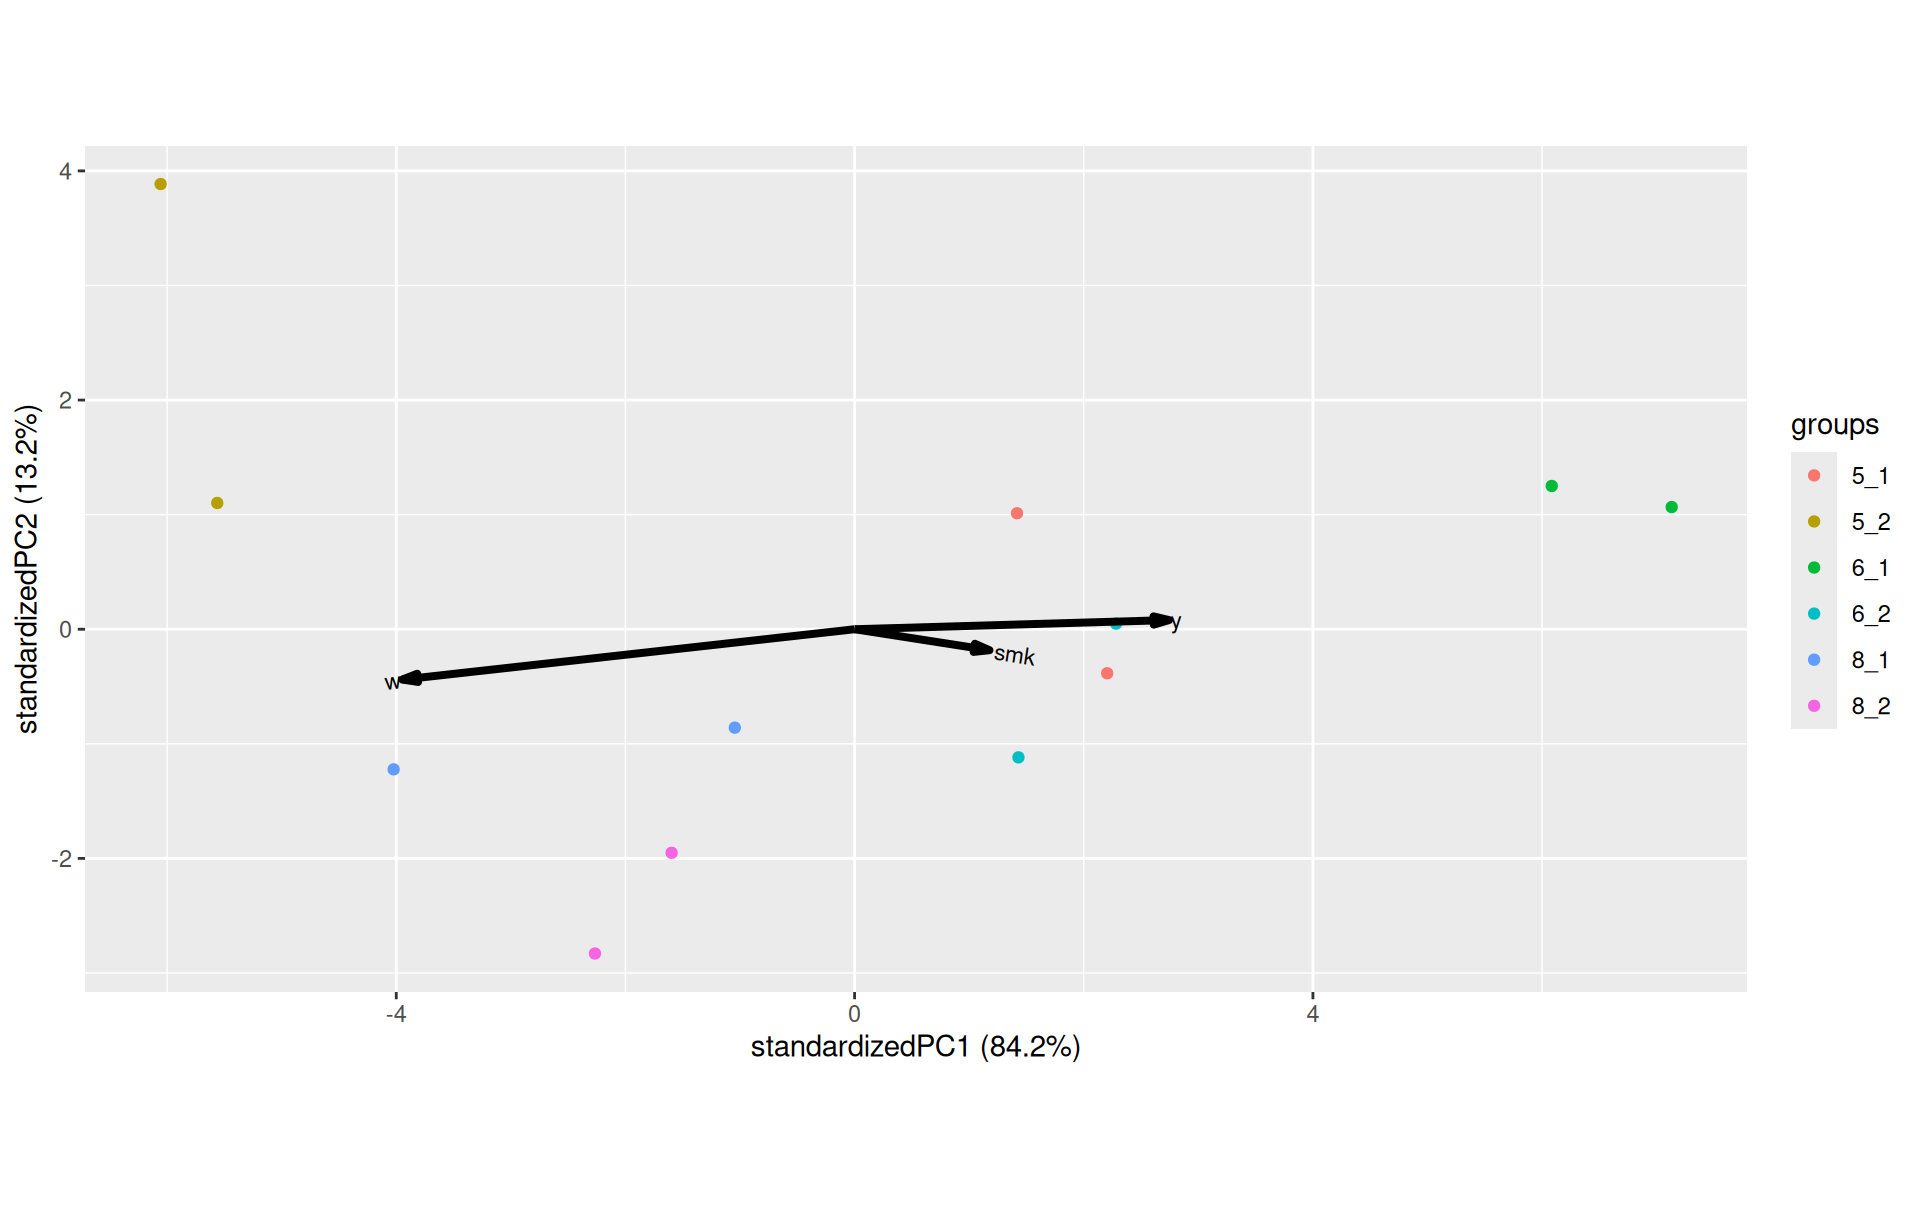 4
2
0
-2
-4
0
4
standardizedPC1 (84.2%)
standardizedPC2 (13.2%)
w
y
smk
groups
5_1
5_2
6_1
6_2
8_1
8_2